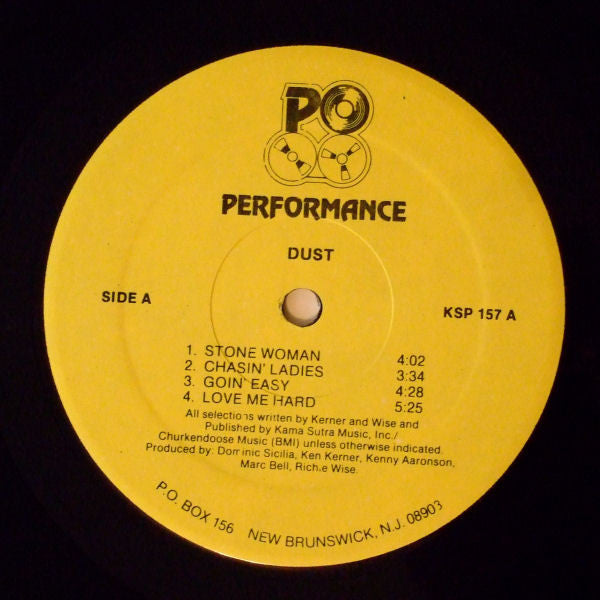 PO
PERFORMANCE
DUST
SIDE A
KSP 157 A
1. STONE WOMAN 4:02
2. CHASIN' LADIES 3:34
3. GOIN' EASY 4:28
4. LOVE ME HARD 5:25
All selections written by Kerner and Wise and
Published by Kama Sutra Music, Inc./
Churkendoose Music (BMI) unless otherwise indicated.
Produced by: Dominic Sicilia, Ken Kerner, Kenny Aaronson,
Marc Bell, Richie Wise.
P.O. BOX 156 NEW BRUNSWICK, N.J. 08903